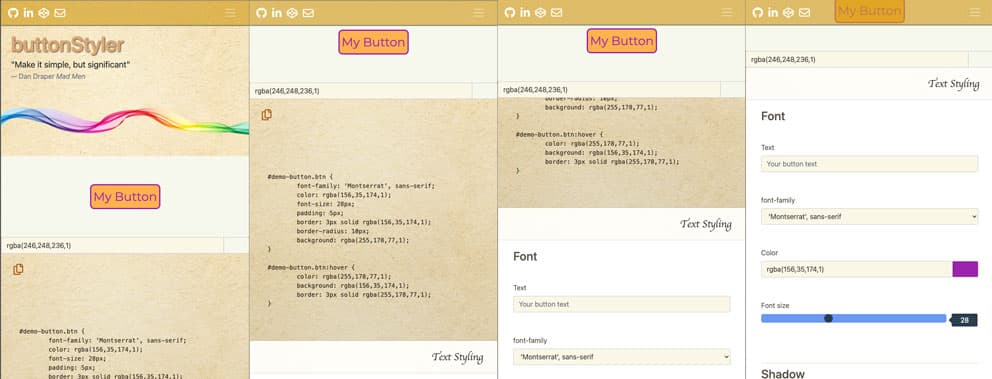 buttonStyler
"Make it simple, but significant"
— Dan Draper Mad Men
My Button
rgba(246,248,236,1)
#demo-button.btn {
font-family: 'Montserrat', sans-serif;
color: rgba(156,35,174,1);
font-size: 28px;
padding: 5px;
border: 3px solid rgba(156,35,174,1);
My Button
rgba(246,248,236,1)
#demo-button.btn {
font-family: 'Montserrat', sans-serif;
color: rgba(156,35,174,1);
font-size: 28px;
padding: 5px;
border: 3px solid rgba(156,35,174,1);
border-radius: 10px;
background: rgba(255,178,77,1);
}
#demo-button.btn:hover {
color: rgba(255,178,77,1);
background: rgba(156,35,174,1);
border: 3px solid rgba(255,178,77,1);
}
Text Styling
My Button
rgba(246,248,236,1)
border-radius: 10px;
background: rgba(255,178,77,1);
}
#demo-button.btn:hover {
color: rgba(255,178,77,1);
background: rgba(156,35,174,1);
border: 3px solid rgba(255,178,77,1);
}
Text Styling
Font
Text
Your button text
font-family
'Montserrat', sans-serif
My Button
rgba(246,248,236,1)
Text Styling
Font
Text
Your button text
font-family
'Montserrat', sans-serif
Color
rgba(156,35,174,1)
Font size
28
Shadow